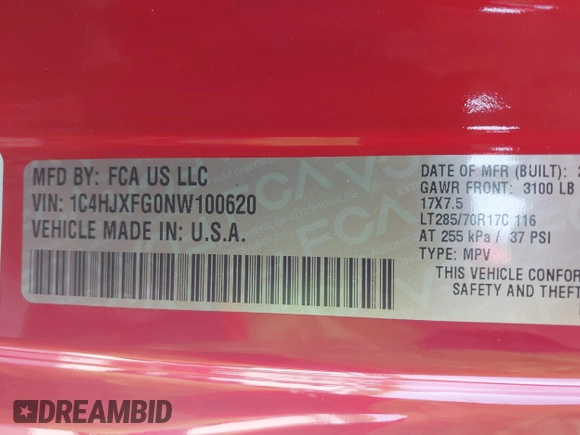 MFD BY: FCA US LLC
VIN: 1C4HJXFG0NW100620
VEHICLE MADE IN: U.S.A.
DATE OF MFR (BUILT): 2
GAWR FRONT: 3100 LB
17X7.5
LT285/70R17C 116
AT 255 kPa / 37 PSI
TYPE: MPV
THIS VEHICLE CONFOR
SAFETY AND THEFT
DREAMBID